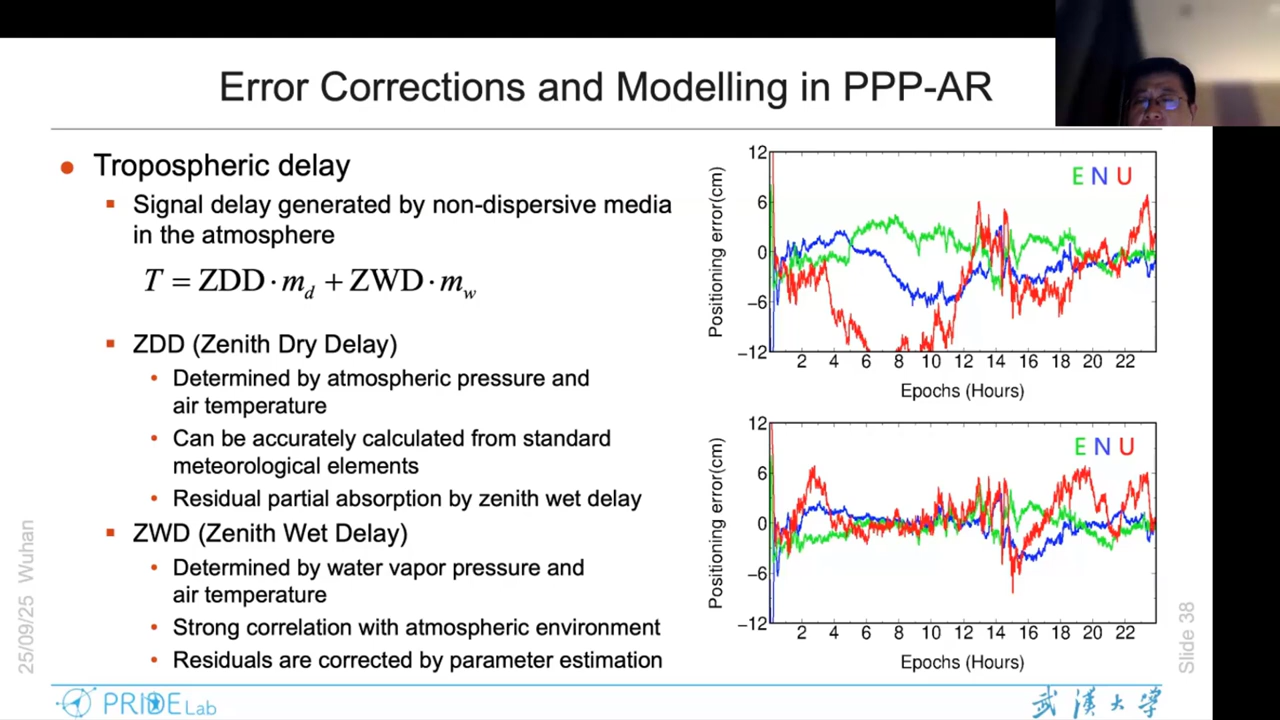 Error Corrections and Modelling in PPP-AR
Tropospheric delay
Signal delay generated by non-dispersive media
in the atmosphere
T = ZDD · m_d + ZWD · m_w
ZDD (Zenith Dry Delay)
Determined by atmospheric pressure and
air temperature
Can be accurately calculated from standard
meteorological elements
Residual partial absorption by zenith wet delay
ZWD (Zenith Wet Delay)
Determined by water vapor pressure and
air temperature
Strong correlation with atmospheric environment
Residuals are corrected by parameter estimation
Positioning error(cm)
12
6
0
−6
−12
E N U
2 4 6 8 10 12 14 16 18 20 22
Epochs (Hours)
Positioning error(cm)
12
6
0
−6
−12
E N U
2 4 6 8 10 12 14 16 18 20 22
Epochs (Hours)
25/09/25 Wuhan
Slide 38
PRIDE Lab
武漢大学